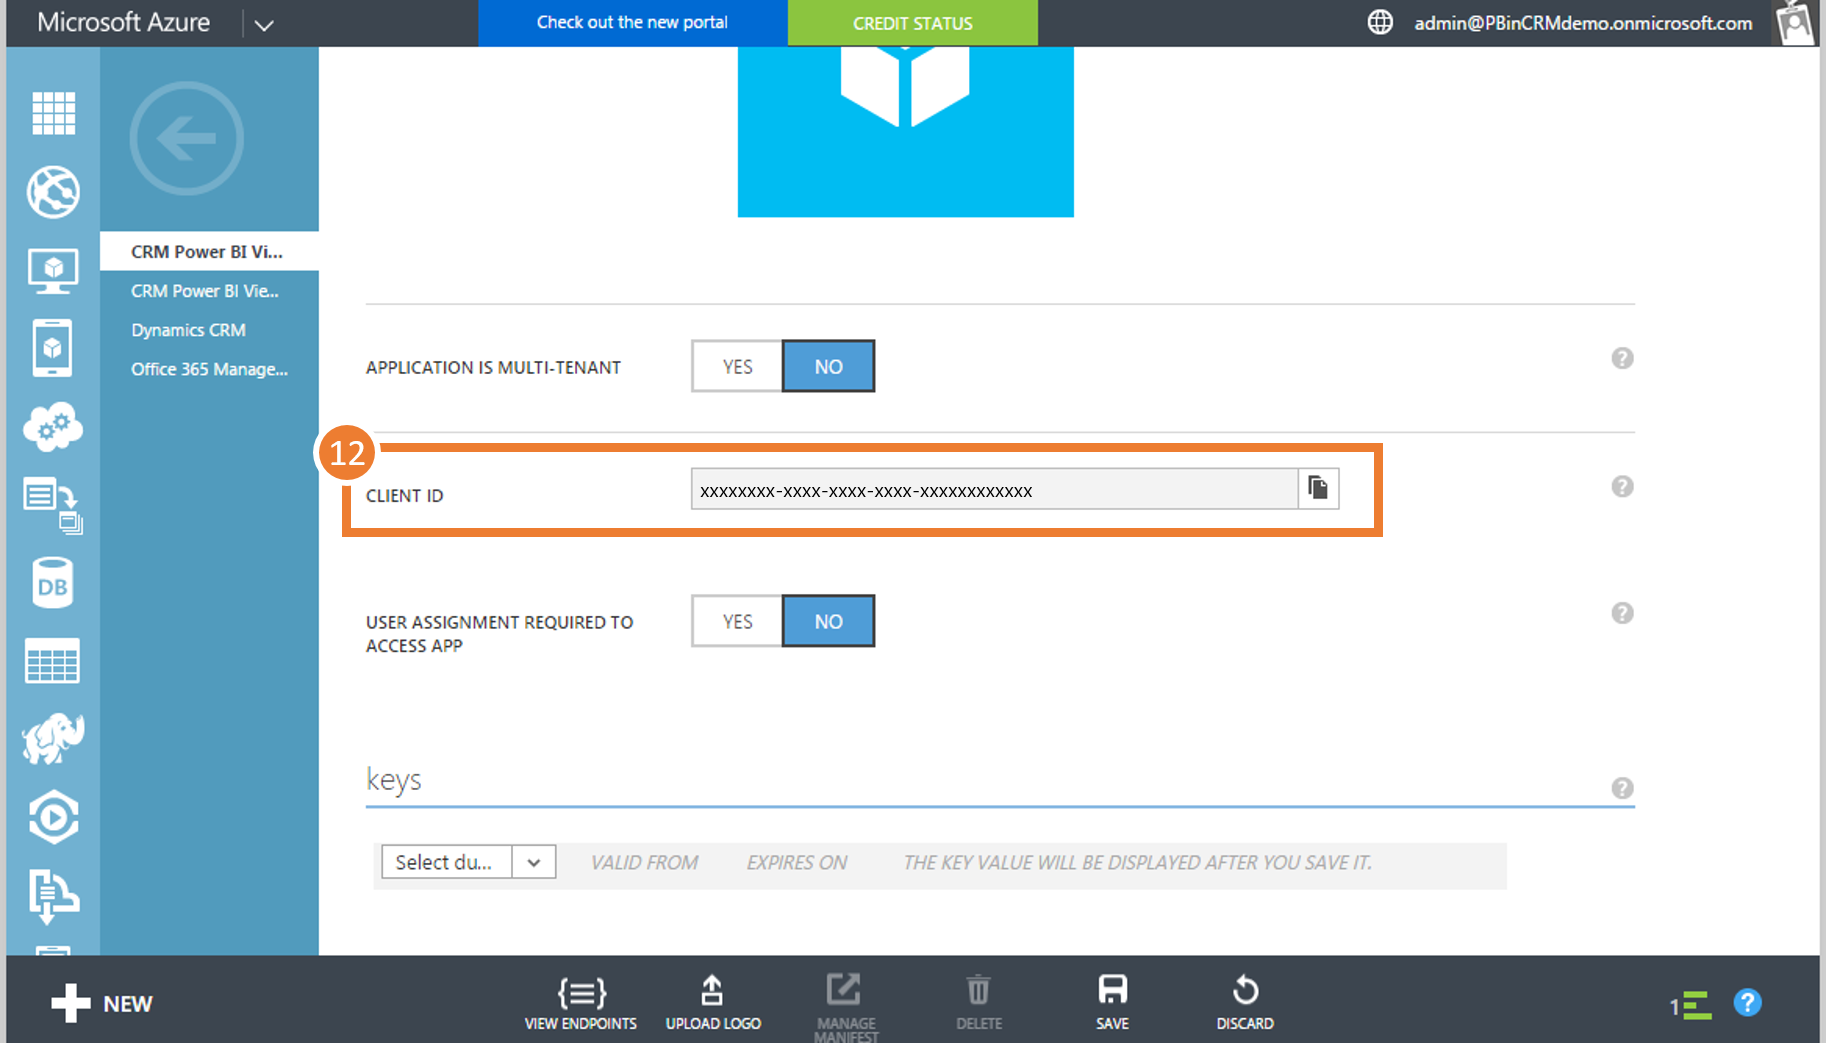 Microsoft Azure
Check out the new portal
CREDIT STATUS
admin@PBinCRMdemo.onmicrosoft.com
CRM Power BI Vi...
CRM Power BI Vie...
Dynamics CRM
Office 365 Manage...
APPLICATION IS MULTI-TENANT
YES
NO
12
CLIENT ID
xxxxxxxx-xxxx-xxxx-xxxx-xxxxxxxxxxxx
USER ASSIGNMENT REQUIRED TO
ACCESS APP
YES
NO
DB
keys
Select du...
VALID FROM
EXPIRES ON
THE KEY VALUE WILL BE DISPLAYED AFTER YOU SAVE IT.
NEW
VIEW ENDPOINTS
UPLOAD LOGO
MANAGE
MANIFEST
DELETE
SAVE
DISCARD
1